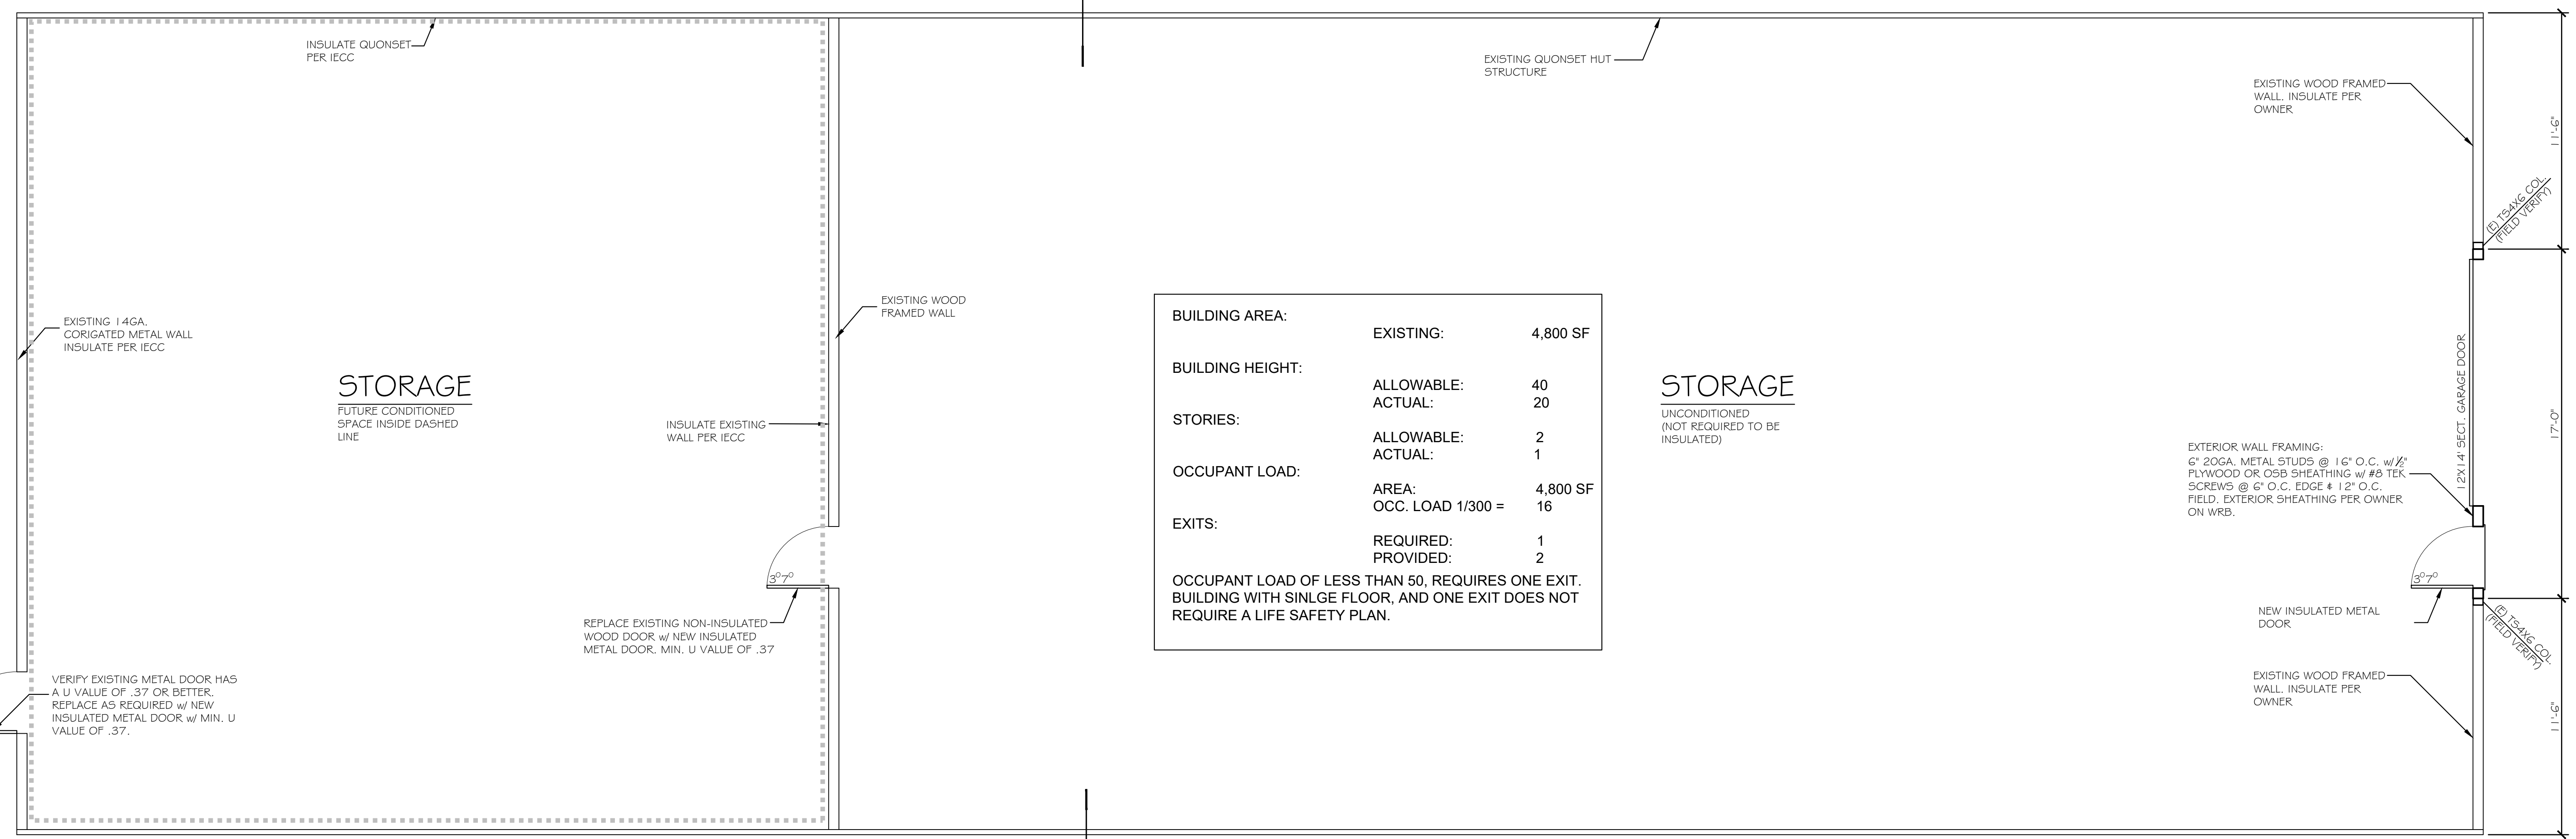 INSULATE QUONSET
PER IECC
EXISTING QUONSET HUT
STRUCTURE
EXISTING WOOD FRAMED
WALL, INSULATE PER
OWNER
11'-6"
(E) TS4X6 COL.
(FIELD VERIFY)
EXISTING WOOD
FRAMED WALL
EXISTING 14GA.
CORIGATED METAL WALL
INSULATE PER IECC
STORAGE
FUTURE CONDITIONED
SPACE INSIDE DASHED
LINE
INSULATE EXISTING
WALL PER IECC
BUILDING AREA:
EXISTING: 4,800 SF
BUILDING HEIGHT:
ALLOWABLE: 40
ACTUAL: 20
STORIES:
ALLOWABLE: 2
ACTUAL: 1
OCCUPANT LOAD:
AREA: 4,800 SF
OCC. LOAD 1/300 = 16
EXITS:
REQUIRED: 1
PROVIDED: 2
OCCUPANT LOAD OF LESS THAN 50, REQUIRES ONE EXIT.
BUILDING WITH SINLGE FLOOR, AND ONE EXIT DOES NOT
REQUIRE A LIFE SAFETY PLAN.
STORAGE
UNCONDITIONED
(NOT REQUIRED TO BE
INSULATED)
12'X14' SECT. GARAGE DOOR
17'-0"
EXTERIOR WALL FRAMING:
6" 20GA. METAL STUDS @ 16" O.C. w/ ½"
PLYWOOD OR OSB SHEATHING w/ #8 TEK
SCREWS @ 6" O.C. EDGE & 12" O.C.
FIELD. EXTERIOR SHEATHING PER OWNER
ON WRB.
3⁰7⁰
REPLACE EXISTING NON-INSULATED
WOOD DOOR w/ NEW INSULATED
METAL DOOR. MIN. U VALUE OF .37
3⁰7⁰
NEW INSULATED METAL
DOOR
(E) TS4X6 COL.
(FIELD VERIFY)
VERIFY EXISTING METAL DOOR HAS
A U VALUE OF .37 OR BETTER.
REPLACE AS REQUIRED w/ NEW
INSULATED METAL DOOR w/ MIN. U
VALUE OF .37.
EXISTING WOOD FRAMED
WALL, INSULATE PER
OWNER
11'-6"